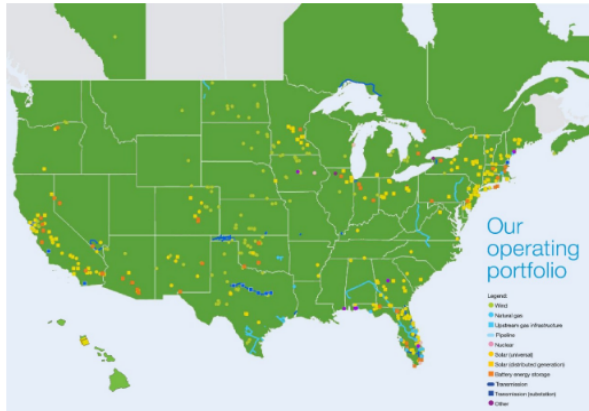 Our
operating
portfolio
Legend:
Wind
Natural gas
Upstream gas infrastructure
Pipeline
Nuclear
Solar (universal)
Solar (distributed generation)
Battery energy storage
Transmission
Transmission (substation)
Other